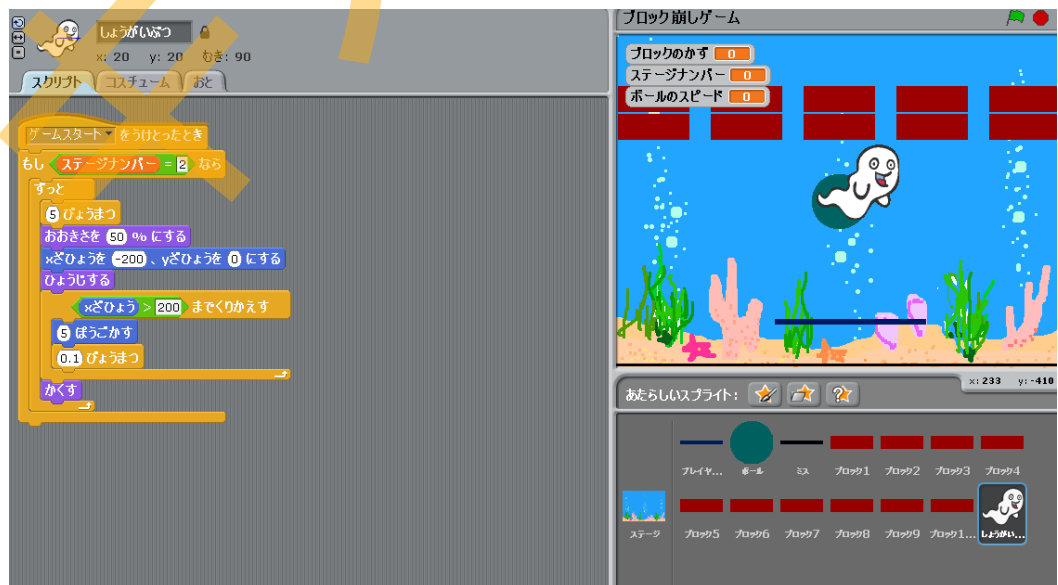 しょうがいぶつ
x: 20 y: 20 むき: 90
スクリプト コスチューム おと
ゲームスタート をうけとったとき
もし ステージナンバー = 2 なら
ずっと
5 びょうまつ
おおきさを 50 % にする
xざひょうを -200 、yざひょうを 0 にする
ひょうじする
xざひょう > 200 までくりかえす
5 ほうごかす
0.1 びょうまつ
かくす
ブロック崩しゲーム
ブロックのかず 0
ステージナンバー 0
ボールのスピード 0
x: 233 y: -410
あたらしいスプライト:
プレイヤ... ボール ミス ブロック1 ブロック2 ブロック3 ブロック4
ステージ ブロック5 ブロック6 ブロック7 ブロック8 ブロック9 ブロック1... しょうがい...